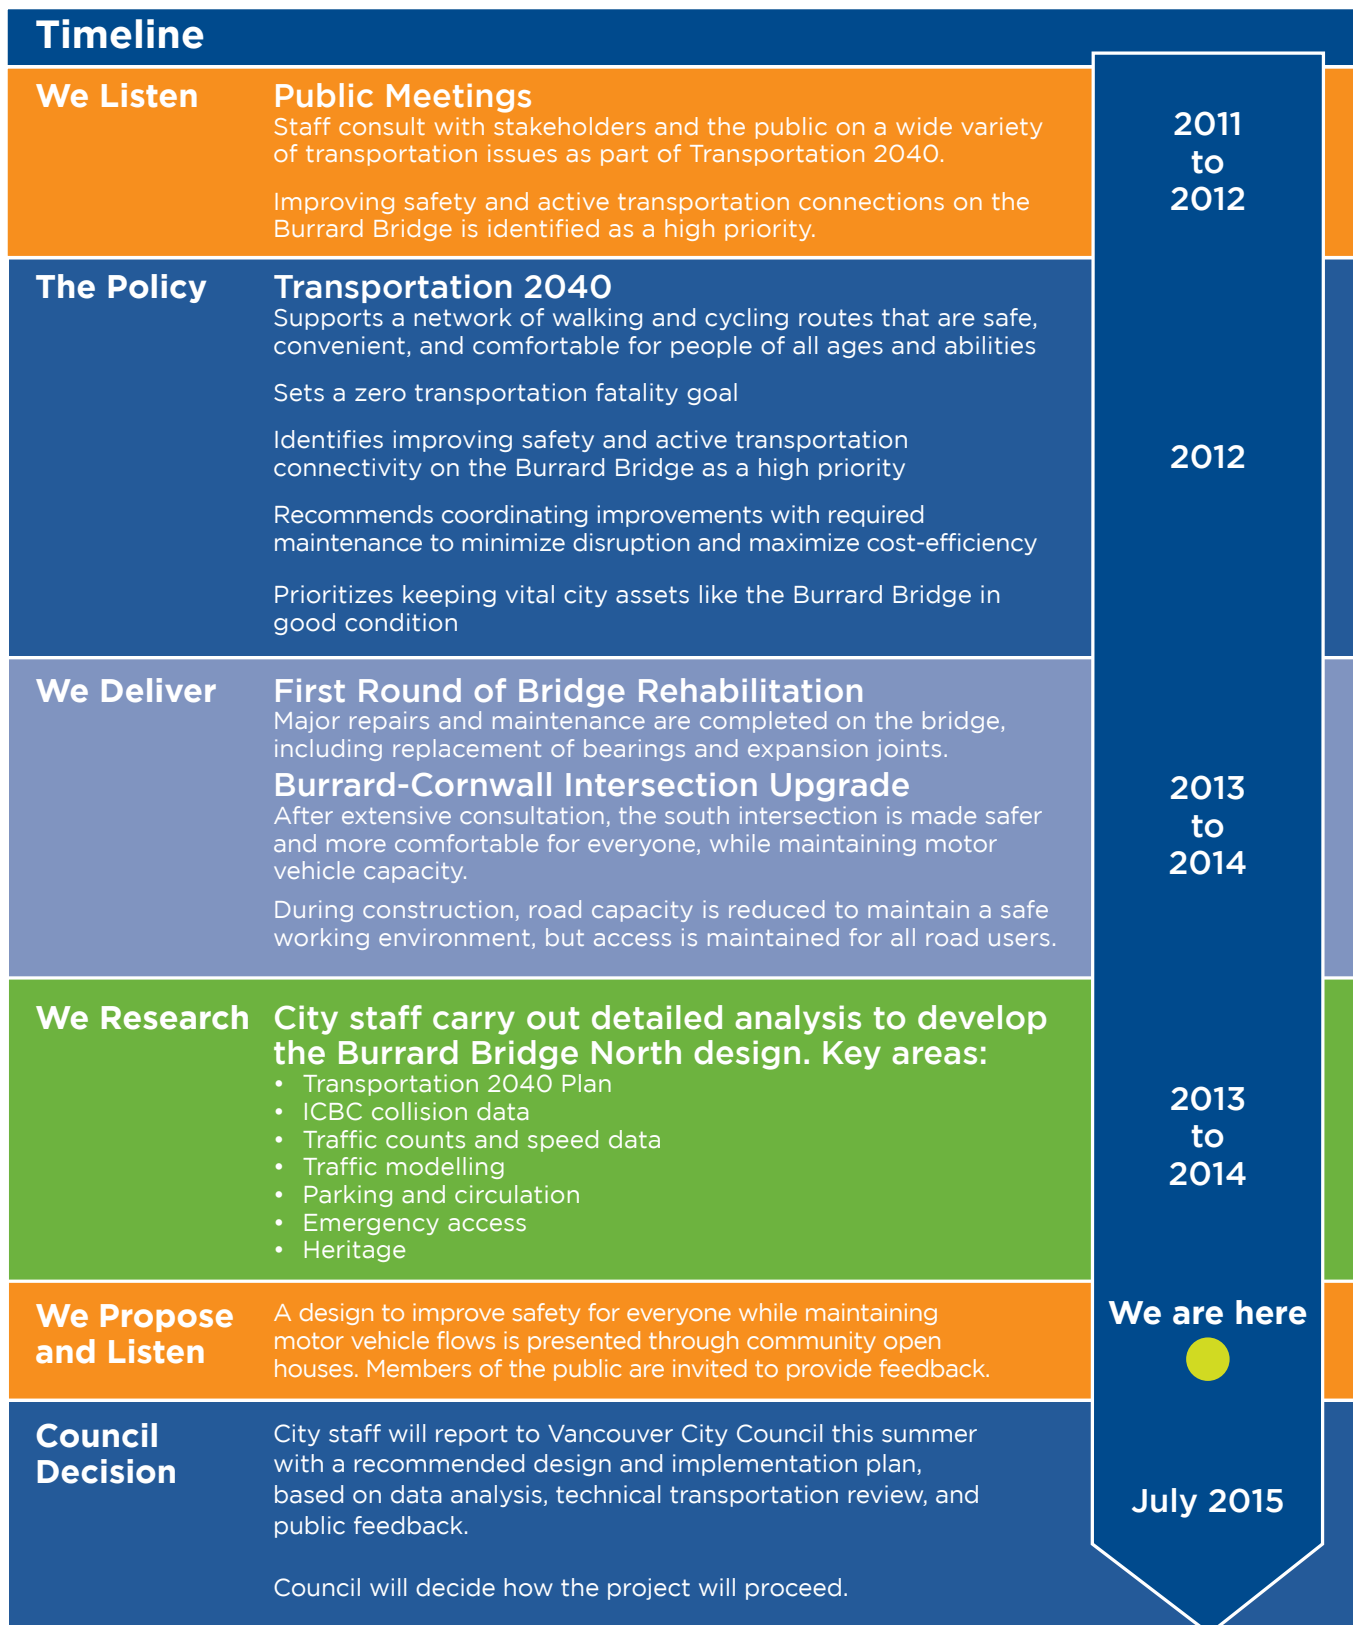 Timeline
We Listen
Public Meetings
Staff consult with stakeholders and the public on a wide variety
of transportation issues as part of Transportation 2040.
Improving safety and active transportation connections on the
Burrard Bridge is identified as a high priority.
2011
to
2012
The Policy
Transportation 2040
Supports a network of walking and cycling routes that are safe,
convenient, and comfortable for people of all ages and abilities
Sets a zero transportation fatality goal
Identifies improving safety and active transportation
connectivity on the Burrard Bridge as a high priority
Recommends coordinating improvements with required
maintenance to minimize disruption and maximize cost-efficiency
Prioritizes keeping vital city assets like the Burrard Bridge in
good condition
2012
We Deliver
First Round of Bridge Rehabilitation
Major repairs and maintenance are completed on the bridge,
including replacement of bearings and expansion joints.
Burrard-Cornwall Intersection Upgrade
After extensive consultation, the south intersection is made safer
and more comfortable for everyone, while maintaining motor
vehicle capacity.
During construction, road capacity is reduced to maintain a safe
working environment, but access is maintained for all road users.
2013
to
2014
We Research
City staff carry out detailed analysis to develop
the Burrard Bridge North design. Key areas:
• Transportation 2040 Plan
• ICBC collision data
• Traffic counts and speed data
• Traffic modelling
• Parking and circulation
• Emergency access
• Heritage
2013
to
2014
We Propose
and Listen
A design to improve safety for everyone while maintaining
motor vehicle flows is presented through community open
houses. Members of the public are invited to provide feedback.
We are here
Council
Decision
City staff will report to Vancouver City Council this summer
with a recommended design and implementation plan,
based on data analysis, technical transportation review, and
public feedback.
Council will decide how the project will proceed.
July 2015